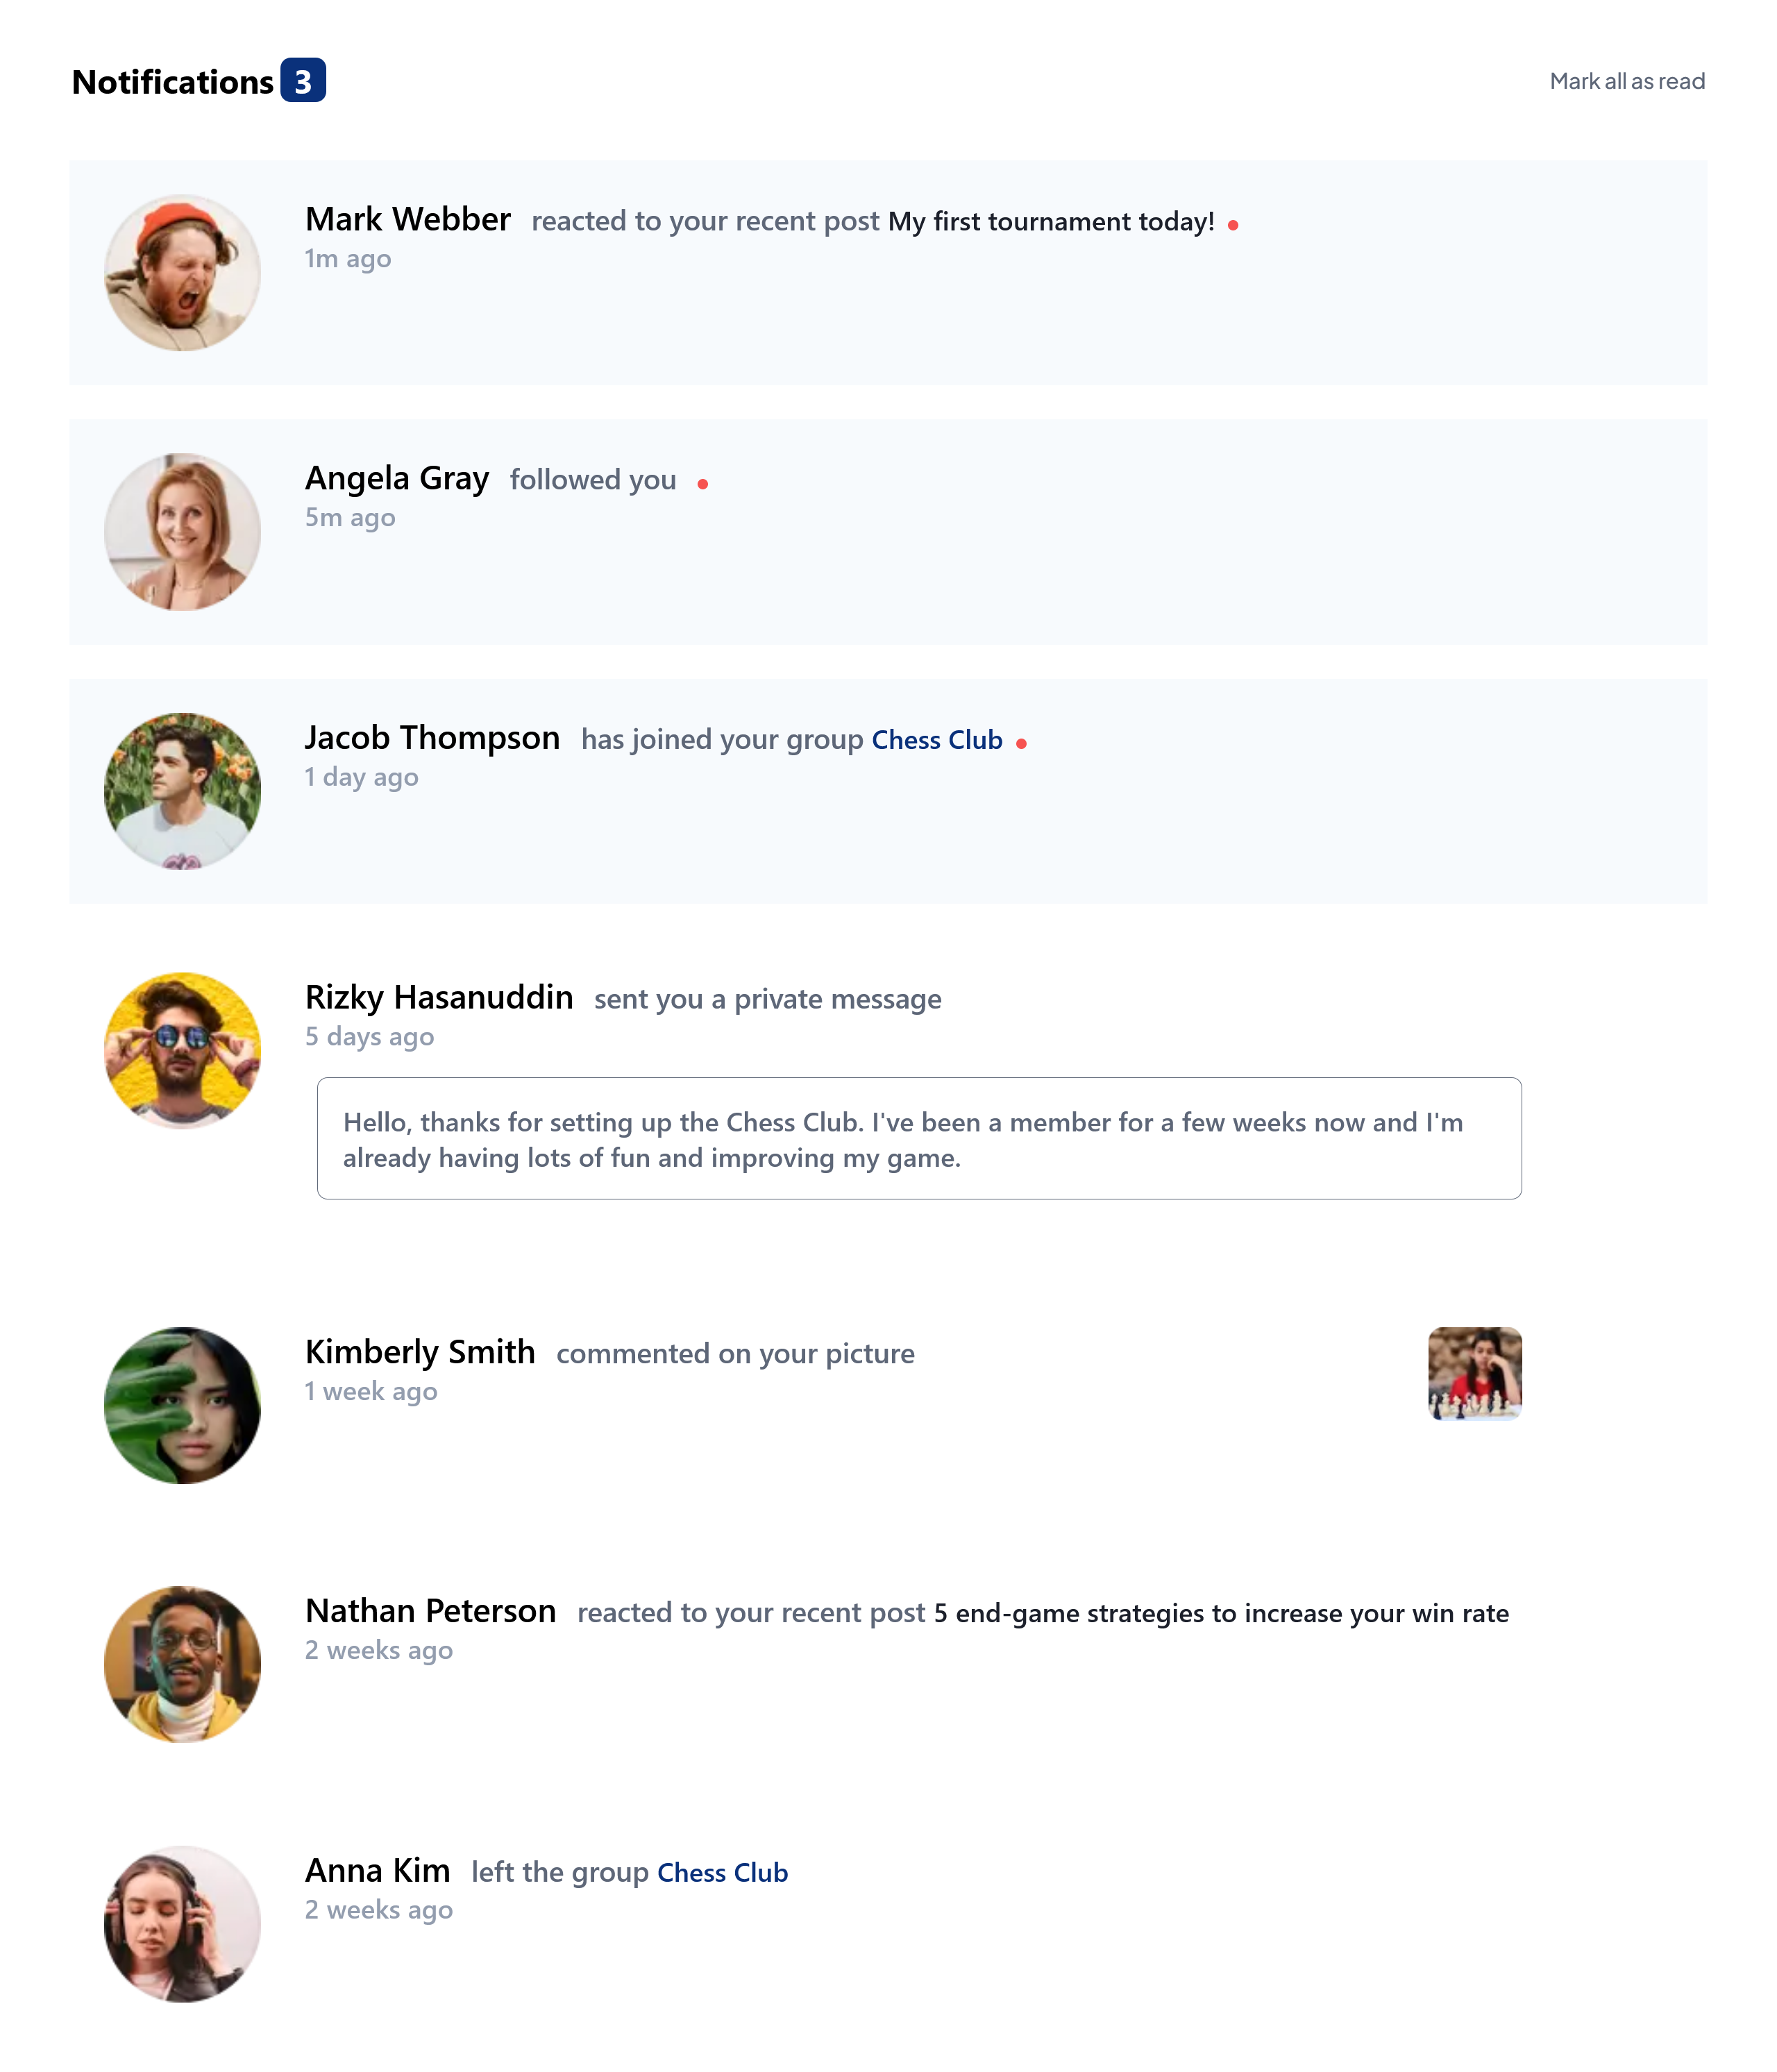 Notifications 3
Mark all as read
Mark Webber reacted to your recent post My first tournament today!
1m ago
Angela Gray followed you
5m ago
Jacob Thompson has joined your group Chess Club
1 day ago
Rizky Hasanuddin sent you a private message
5 days ago
Hello, thanks for setting up the Chess Club. I've been a member for a few weeks now and I'm
already having lots of fun and improving my game.
Kimberly Smith commented on your picture
1 week ago
Nathan Peterson reacted to your recent post 5 end-game strategies to increase your win rate
2 weeks ago
Anna Kim left the group Chess Club
2 weeks ago